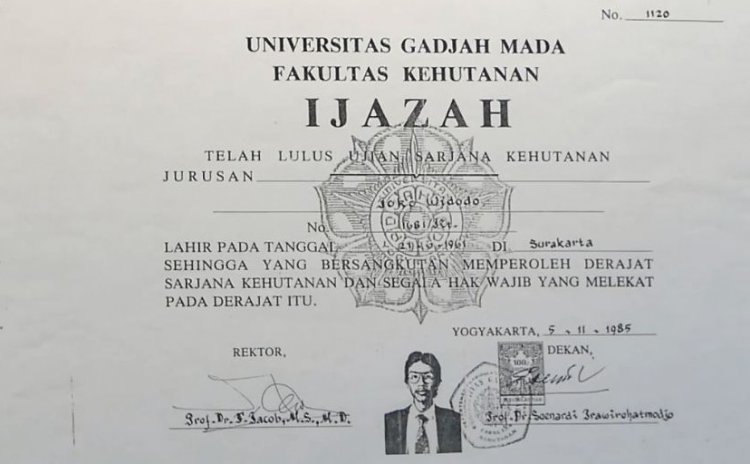 No. 1120
UNIVERSITAS GADJAH MADA
FAKULTAS KEHUTANAN
IJAZAH
TELAH LULUS UJIAN SARJANA KEHUTANAN
JURUSAN
Joko Widodo
No. 1681/
LAHIR PADA TANGGAL 1961 DI Surakarta
SEHINGGA YANG BERSANGKUTAN MEMPEROLEH DERAJAT
SARJANA KEHUTANAN DAN SEGALA HAK WAJIB YANG MELEKAT
PADA DERAJAT ITU.
YOGYAKARTA, 5 - 11 - 1985
REKTOR,
DEKAN,
100
Prof. Dr. T. Jacob, M.S., M.D.
Prof. Dr. Soenardi Prawirohatmodjo